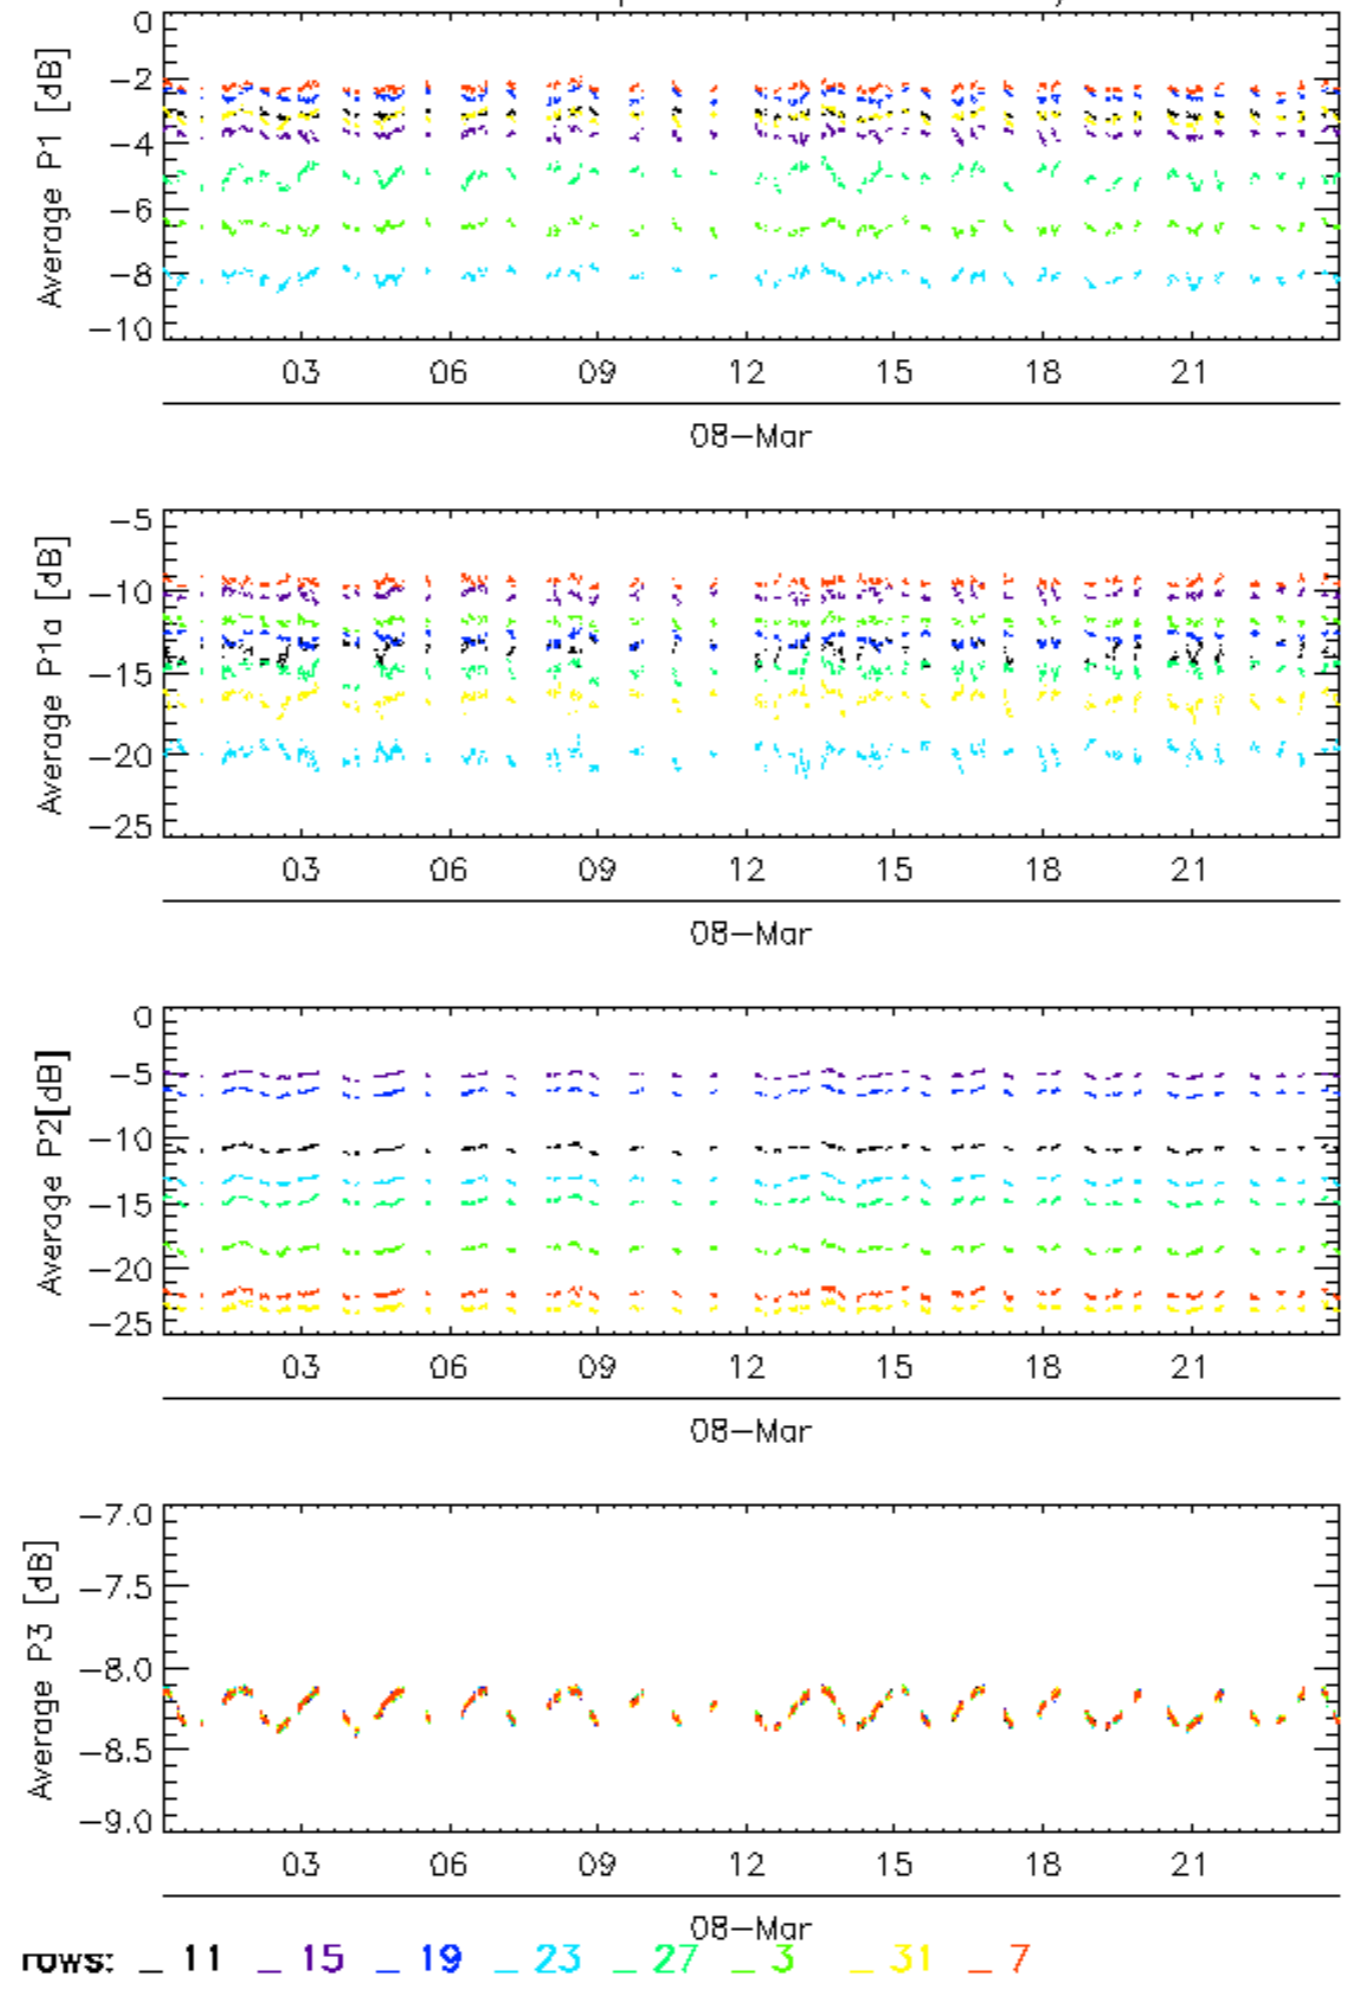 0
−2
−4
−6
−8
−10
Average P1 [dB]
03 06 09 12 15 18 21
08−Mar
−5
−10
−15
−20
−25
Average P1a [dB]
03 06 09 12 15 18 21
08−Mar
0
−5
−10
−15
−20
−25
Average P2[dB]
03 06 09 12 15 18 21
08−Mar
−7.0
−7.5
−8.0
−8.5
−9.0
Average P3 [dB]
03 06 09 12 15 18 21
08−Mar
rows: _ 11 _ 15 _ 19 _ 23 _ 27 _ 3 _ 31 _ 7